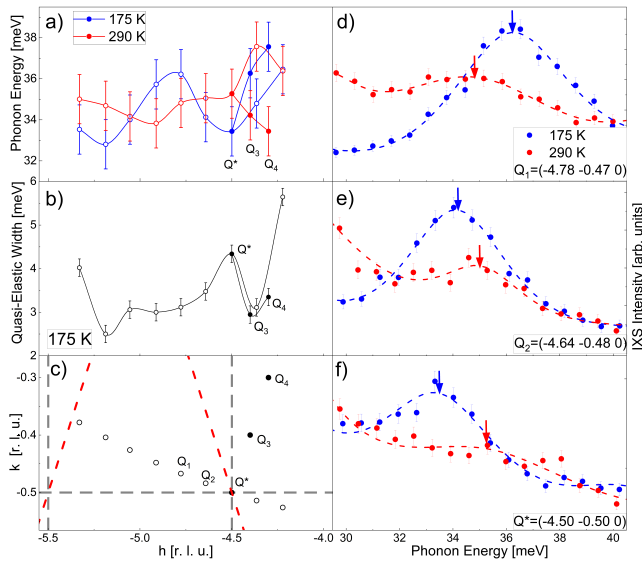 a)
175 K
290 K
Phonon Energy [meV]
38
36
34
32
Q*
Q3
Q4
b)
Quasi-Elastic Width [meV]
6
5
4
3
2
Q*
Q3
Q4
175 K
c)
k [r. l. u.]
-0.3
-0.4
-0.5
Q4
Q3
Q1
Q2
Q*
-5.5
-5.0
-4.5
-4.0
h [r. l. u.]
d)
175 K
290 K
Q1=(-4.78 -0.47 0)
e)
Q2=(-4.64 -0.48 0)
f)
Q*=(-4.50 -0.50 0)
IXS Intensity [arb. units]
30
32
34
36
38
40
Phonon Energy [meV]